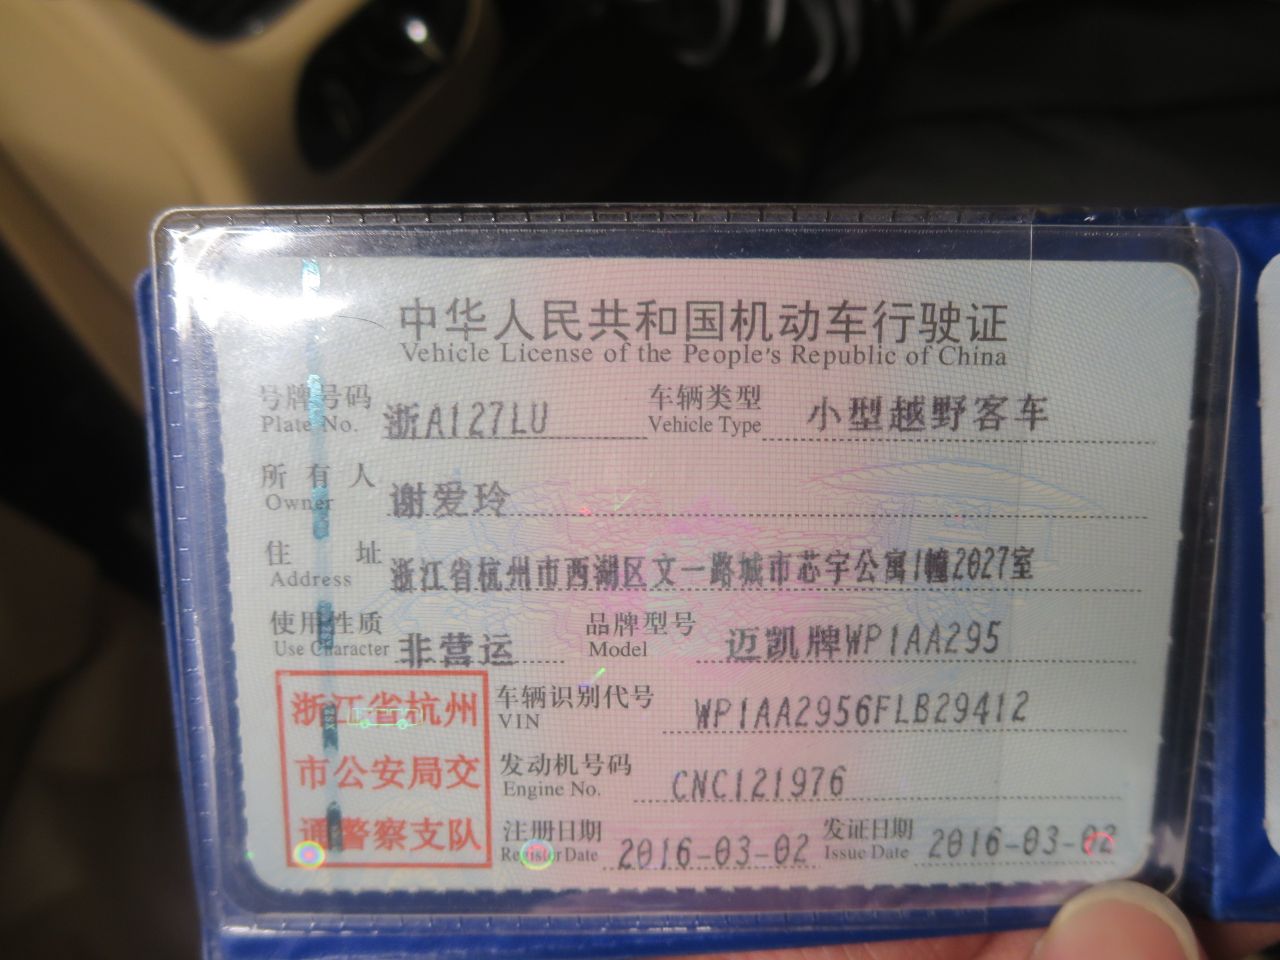 中华人民共和国机动车行驶证
Vehicle License of the People's Republic of China
号牌号码 浙A127LU 车辆类型 小型越野客车
Plate No. Vehicle Type
所有人 谢爱玲
Owner
住址 浙江省杭州市西湖区文一路城市芯宇公寓1幢2027室
Address
使用性质 非营运 品牌型号 迈凯牌WP1AA295
Use Character Model
车辆识别代号 WP1AA2956FLB29412
VIN
发动机号码 CNC121976
Engine No.
注册日期 2016-03-02 发证日期 2016-03-02
Register Date Issue Date
浙江省杭州
市公安局交
通警察支队